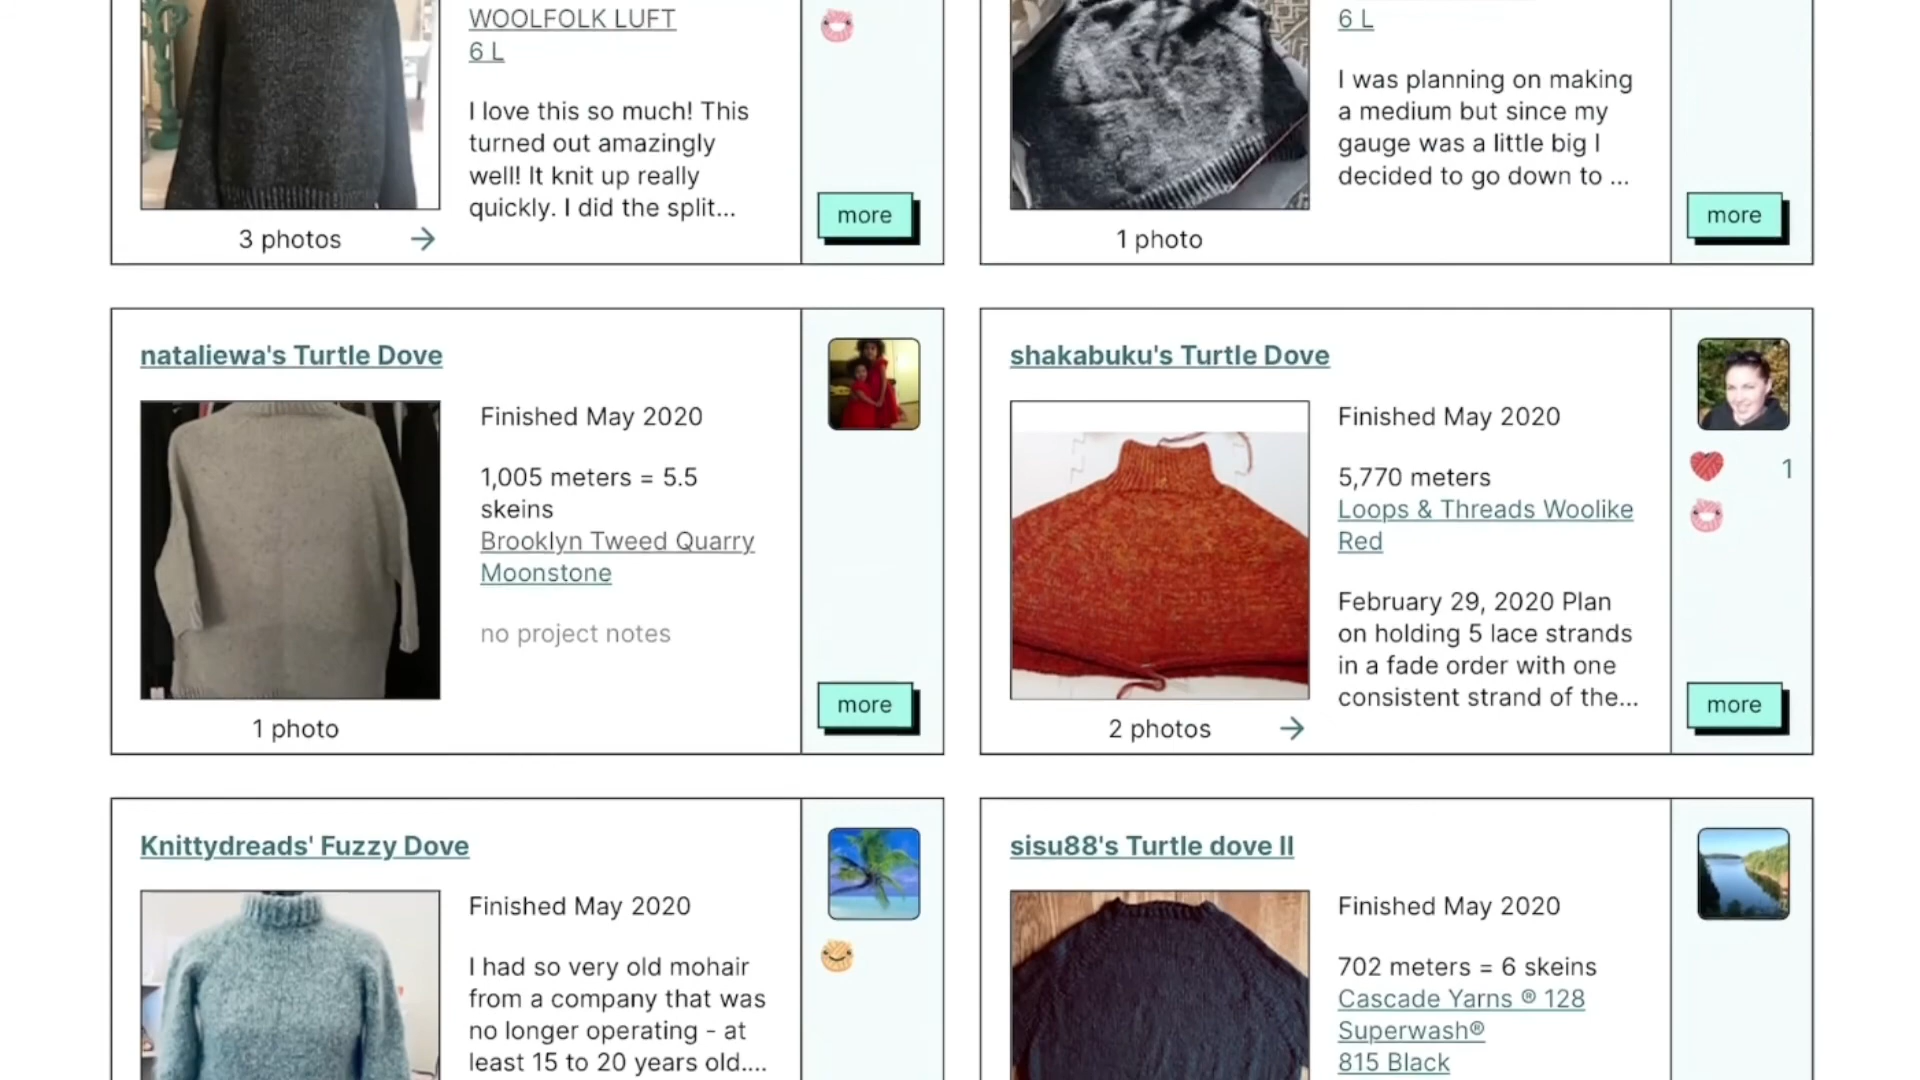 WOOLFOLK LUFT
6 L
I love this so much! This
turned out amazingly
well! It knit up really
quickly. I did the split...
more
3 photos
6 L
I was planning on making
a medium but since my
gauge was a little big I
decided to go down to ...
more
1 photo
nataliewa's Turtle Dove
Finished May 2020
1,005 meters = 5.5
skeins
Brooklyn Tweed Quarry
Moonstone
no project notes
more
1 photo
shakabuku's Turtle Dove
Finished May 2020
1
5,770 meters
Loops & Threads Woolike
Red
February 29, 2020 Plan
on holding 5 lace strands
in a fade order with one
consistent strand of the...
more
2 photos
Knittydreads' Fuzzy Dove
Finished May 2020
I had so very old mohair
from a company that was
no longer operating - at
least 15 to 20 years old....
sisu88's Turtle dove II
Finished May 2020
702 meters = 6 skeins
Cascade Yarns ® 128
Superwash®
815 Black